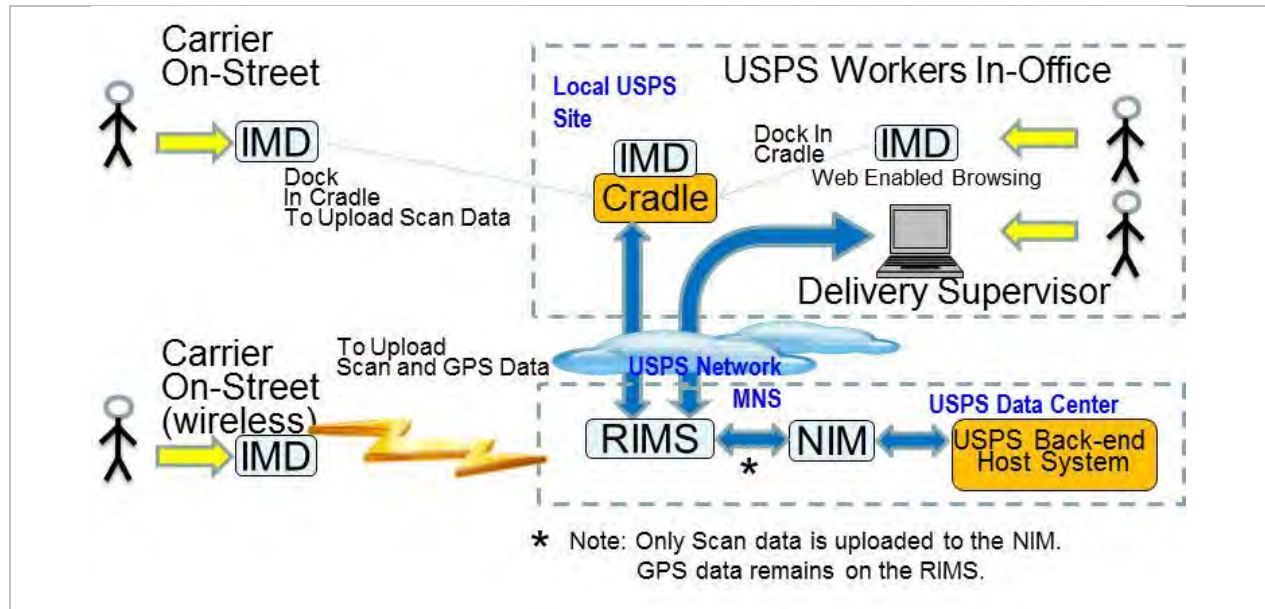 Carrier
On-Street
IMD
Dock
In Cradle
To Upload Scan Data
Local USPS
Site
USPS Workers In-Office
IMD
Cradle
Dock In
Cradle
IMD
Web Enabled Browsing
Delivery Supervisor
Carrier
On-Street
(wireless)
IMD
To Upload
Scan and GPS Data
USPS Network
MNS
USPS Data Center
RIMS
*
NIM
USPS Back-end
Host System
* Note: Only Scan data is uploaded to the NIM.
GPS data remains on the RIMS.